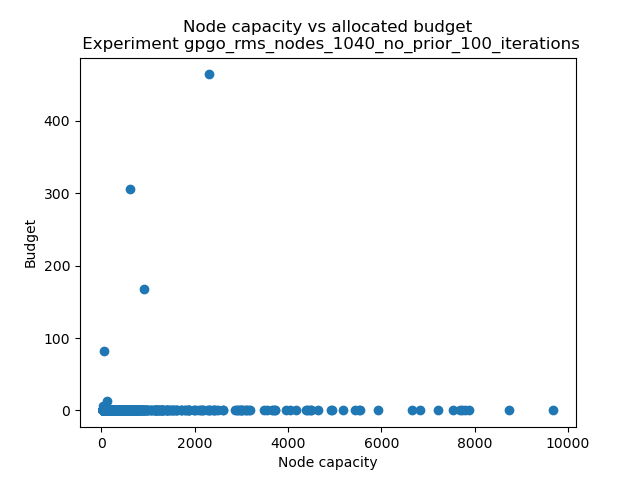 Node capacity vs allocated budget
Experiment gpgo_rms_nodes_1040_no_prior_100_iterations
400
300
200
100
0
Budget
0 2000 4000 6000 8000 10000
Node capacity